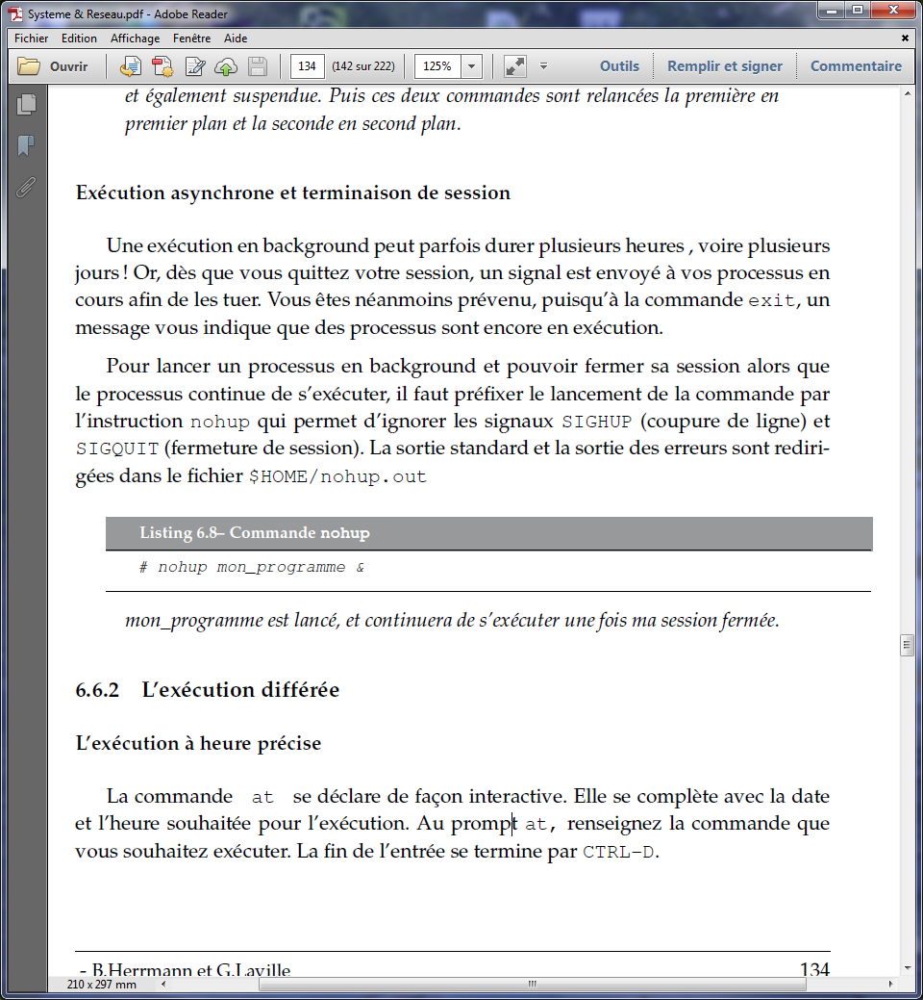 Systeme & Reseau.pdf - Adobe Reader
Fichier Edition Affichage Fenêtre Aide
Ouvrir 134 (142 sur 222) 125% Outils Remplir et signer Commentaire
et également suspendue. Puis ces deux commandes sont relancées la première en
premier plan et la seconde en second plan.
Exécution asynchrone et terminaison de session
Une exécution en background peut parfois durer plusieurs heures , voire plusieurs
jours ! Or, dès que vous quittez votre session, un signal est envoyé à vos processus en
cours afin de les tuer. Vous êtes néanmoins prévenu, puisqu'à la commande exit, un
message vous indique que des processus sont encore en exécution.
Pour lancer un processus en background et pouvoir fermer sa session alors que
le processus continue de s'exécuter, il faut préfixer le lancement de la commande par
l'instruction nohup qui permet d'ignorer les signaux SIGHUP (coupure de ligne) et
SIGQUIT (fermeture de session). La sortie standard et la sortie des erreurs sont rediri-
gées dans le fichier $HOME/nohup.out
Listing 6.8– Commande nohup
# nohup mon_programme &
mon_programme est lancé, et continuera de s'exécuter une fois ma session fermée.
6.6.2 L'exécution différée
L'exécution à heure précise
La commande at se déclare de façon interactive. Elle se complète avec la date
et l'heure souhaitée pour l'exécution. Au prompt at, renseignez la commande que
vous souhaitez exécuter. La fin de l'entrée se termine par CTRL-D.
- B.Herrmann et G.Laville 134
210 x 297 mm